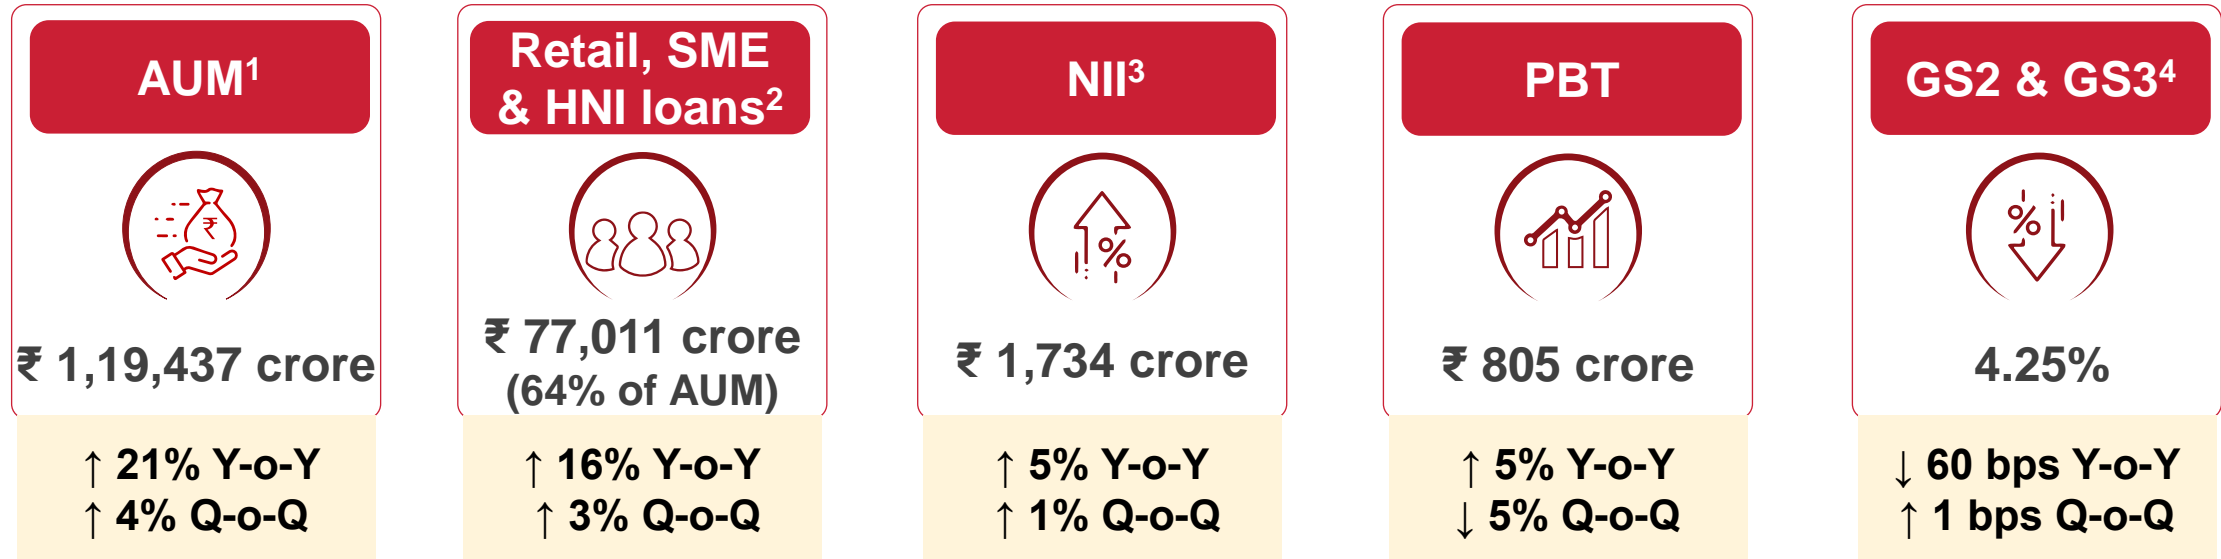 AUM¹
₹ 1,19,437 crore
↑ 21% Y-o-Y
↑ 4% Q-o-Q
Retail, SME
& HNI loans²
₹ 77,011 crore
(64% of AUM)
↑ 16% Y-o-Y
↑ 3% Q-o-Q
NII³
₹ 1,734 crore
↑ 5% Y-o-Y
↑ 1% Q-o-Q
PBT
₹ 805 crore
↑ 5% Y-o-Y
↓ 5% Q-o-Q
GS2 & GS3⁴
4.25%
↓ 60 bps Y-o-Y
↑ 1 bps Q-o-Q